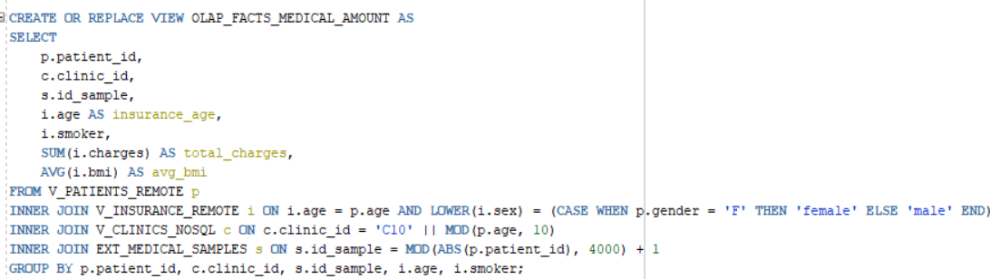 CREATE OR REPLACE VIEW OLAP_FACTS_MEDICAL_AMOUNT AS
SELECT
    p.patient_id,
    c.clinic_id,
    s.id_sample,
    i.age AS insurance_age,
    i.smoker,
    SUM(i.charges) AS total_charges,
    AVG(i.bmi) AS avg_bmi
FROM V_PATIENTS_REMOTE p
INNER JOIN V_INSURANCE_REMOTE i ON i.age = p.age AND LOWER(i.sex) = (CASE WHEN p.gender = 'F' THEN 'female' ELSE 'male' END)
INNER JOIN V_CLINICS_NOSQL c ON c.clinic_id = 'C10' || MOD(p.age, 10)
INNER JOIN EXT_MEDICAL_SAMPLES s ON s.id_sample = MOD(ABS(p.patient_id), 4000) + 1
GROUP BY p.patient_id, c.clinic_id, s.id_sample, i.age, i.smoker;